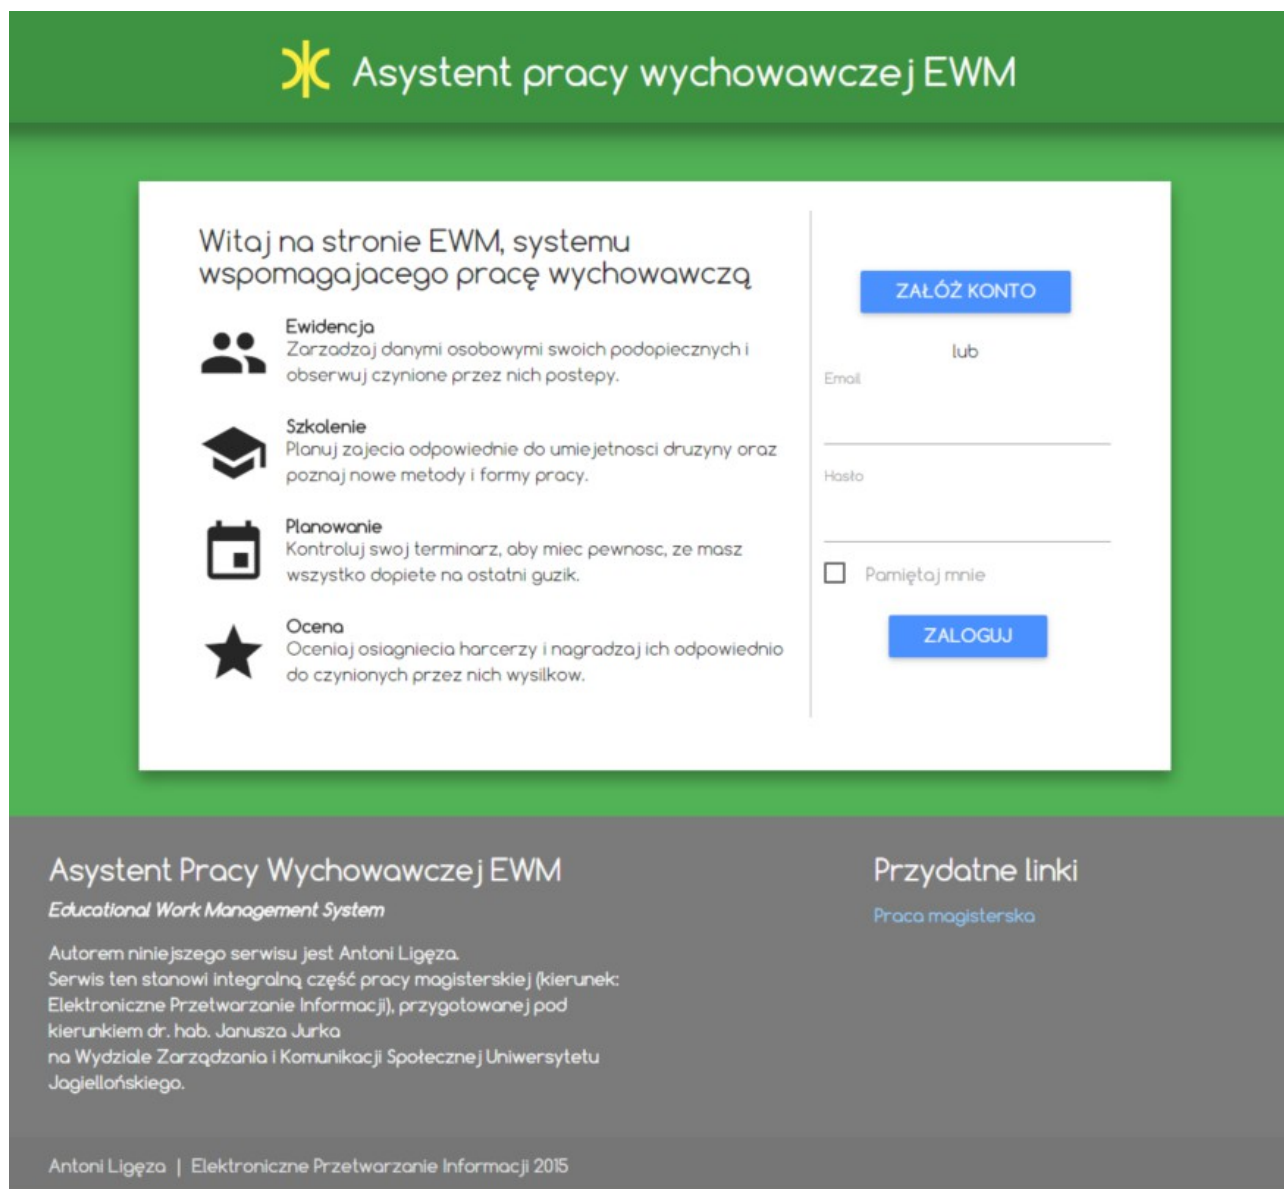 Asystent pracy wychowawczej EWM
Witaj na stronie EWM, systemu
wspomagajacego pracę wychowawczą
Ewidencja
Zarzadzaj danymi osobowymi swoich podopiecznych i
obserwuj czynione przez nich postepy.
Szkolenie
Planuj zajecia odpowiednie do umiejetnosci druzyny oraz
poznaj nowe metody i formy pracy.
Planowanie
Kontroluj swoj terminarz, aby miec pewnosc, ze masz
wszystko dopiete na ostatni guzik.
Ocena
Oceniaj osiagniecia harcerzy i nagradzaj ich odpowiednio
do czynionych przez nich wysilkow.
ZAŁÓŻ KONTO
lub
Email
Hasło
Pamiętaj mnie
ZALOGUJ
Asystent Pracy Wychowawczej EWM
Educational Work Management System
Autorem niniejszego serwisu jest Antoni Ligęza.
Serwis ten stanowi integralną część pracy magisterskiej (kierunek:
Elektroniczne Przetwarzanie Informacji), przygotowanej pod
kierunkiem dr. hab. Janusza Jurka
na Wydziale Zarządzania i Komunikacji Społecznej Uniwersytetu
Jagiellońskiego.
Przydatne linki
Praca magisterska
Antoni Ligęza | Elektroniczne Przetwarzanie Informacji 2015